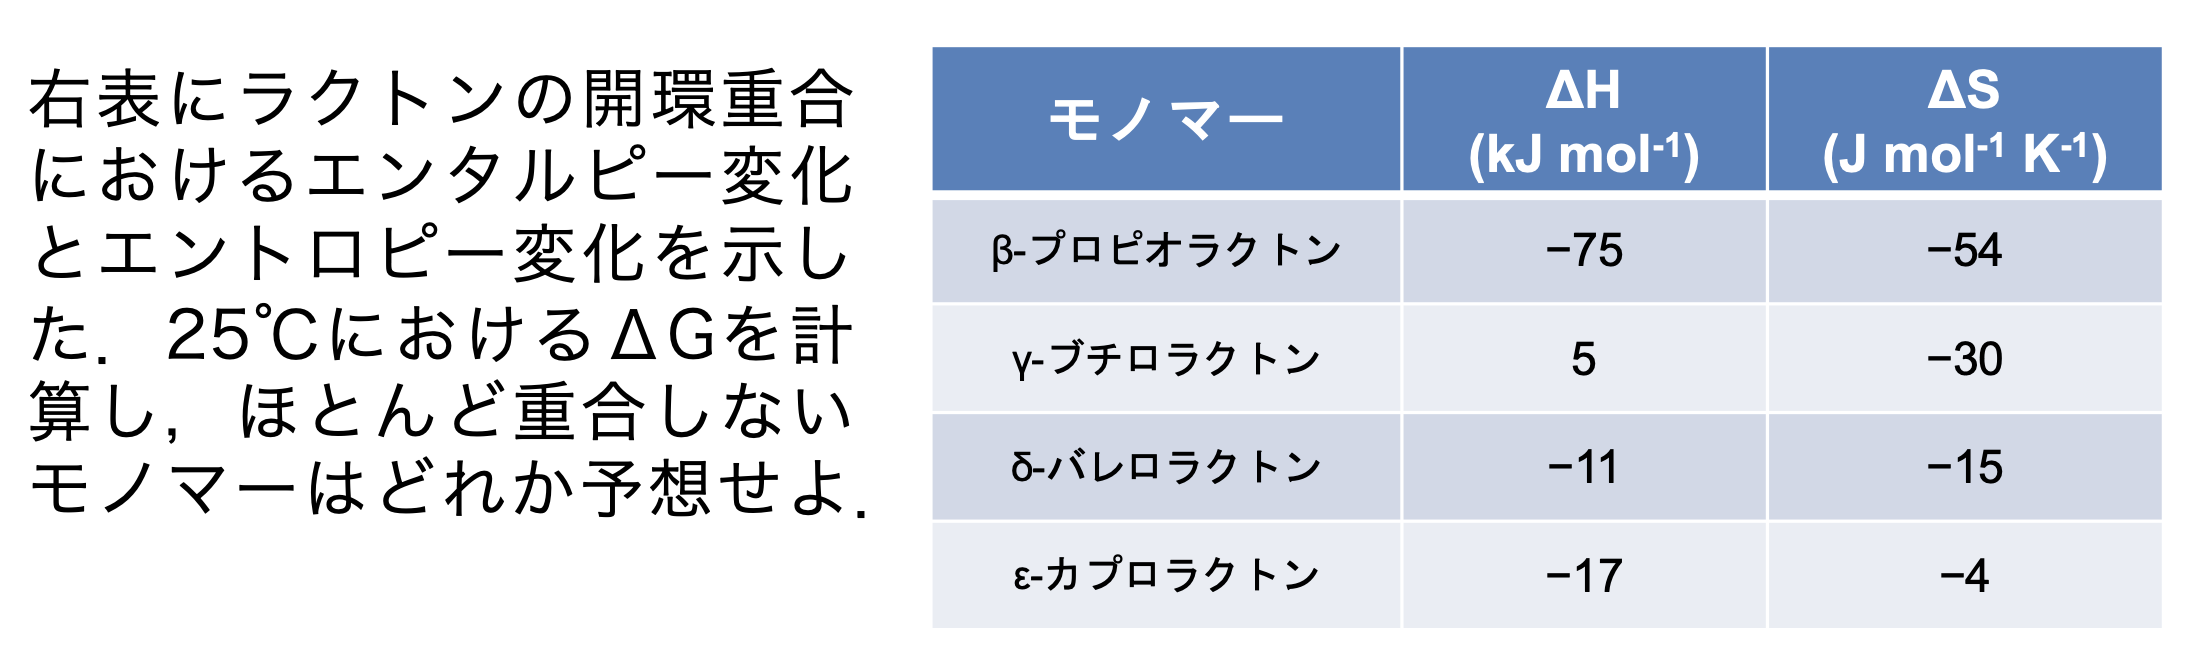 右表にラクトンの開環重合
におけるエンタルピー変化
とエントロピー変化を示し
た．25℃におけるΔGを計
算し，ほとんど重合しない
モノマーはどれか予想せよ．
モノマー ΔH (kJ mol-1) ΔS (J mol-1 K-1)
β-プロピオラクトン −75 −54
γ-ブチロラクトン 5 −30
δ-バレロラクトン −11 −15
ε-カプロラクトン −17 −4